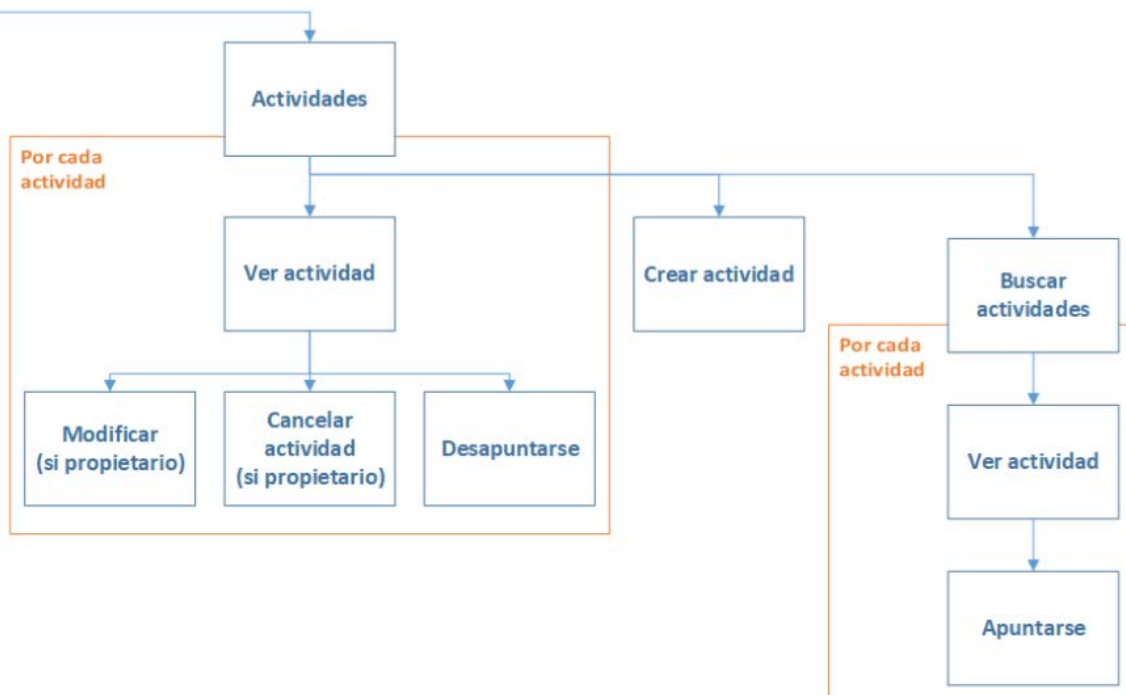 Actividades
Por cada
actividad
Ver actividad
Crear actividad
Buscar
actividades
Por cada
actividad
Modificar
(si propietario)
Cancelar
actividad
(si propietario)
Desapuntarse
Ver actividad
Apuntarse